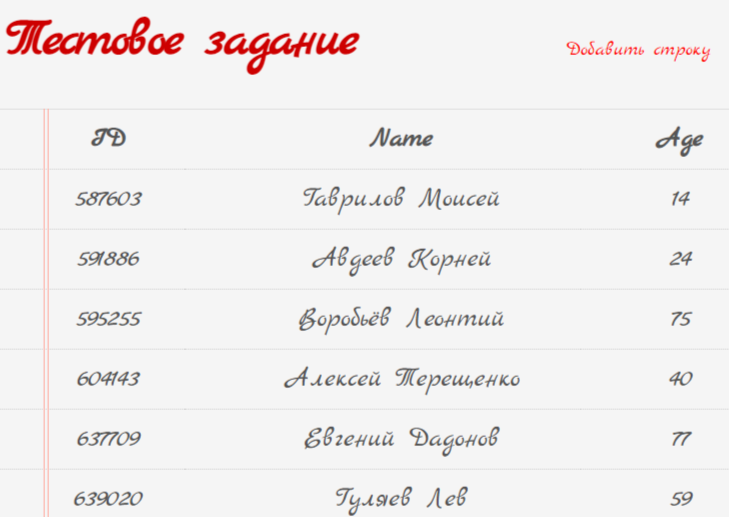 Тестовое задание
Добавить строку
ID Name Age
587603 Гаврилов Моисей 14
591886 Авдеев Корней 24
595255 Воробьёв Леонтий 75
604143 Алексей Терещенко 40
637709 Евгений Дадонов 77
639020 Гуляев Лев 59